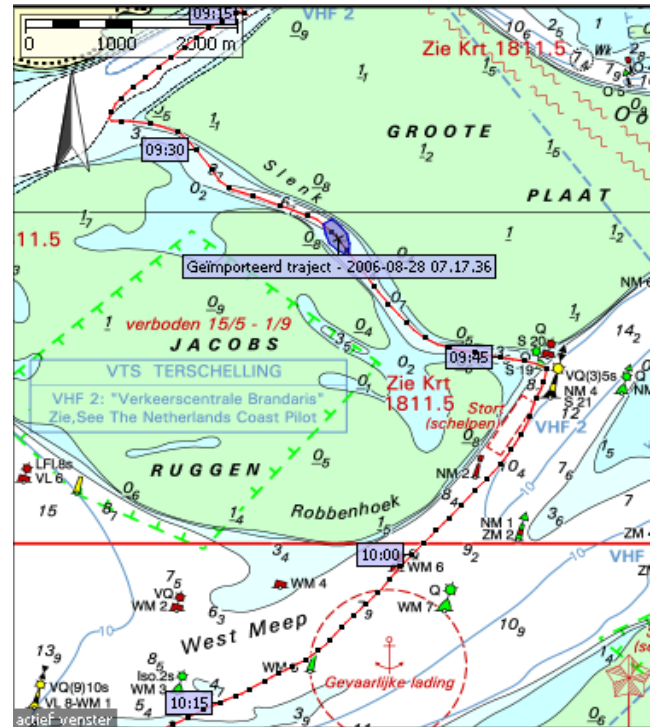 09:15
VHF 2
0 1000 2000 m
Zie Krt 1811.5
Wk
GROOTE
09:30
Slenk
PLAAT
11.5
Geïmporteerd traject - 2006-08-28 07.17.36
verboden 15/5 - 1/9
JACOBS
VTS TERSCHELLING
VHF 2: "Verkeerscentrale Brandaris"
Zie,See The Netherlands Coast Pilot
09:45
Q
S 20
S 19
VQ(3)5s
NM 4
S 21
Q
Zie Krt
1811.5
Stort
(schelpen)
VHF 2
RUGGEN
LFl.8s
VL 6
NM 2
Robbenhoek
NM 1
ZM 2
VHF
10:00
WM 6
WM 4
VQ
WM 2
Q
WM 7
West Meep
WM 5
Iso.2s
WM 3
Gevaarlijke lading
VQ(9)10s
VL 8-WM 1
10:15
actief venster